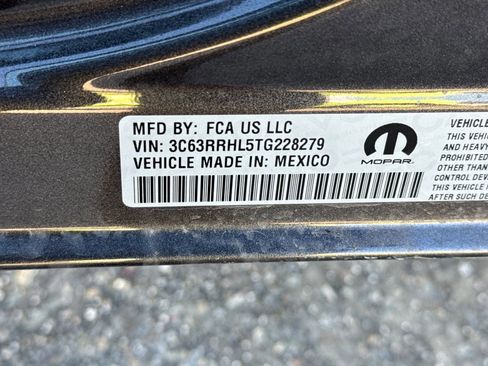 MFD BY: FCA US LLC
VIN: 3C63RRHL5TG228279
VEHICLE MADE IN: MEXICO
MOPAR
VEHICLE
THIS VEHI
AND HEAVY
PROHIBITED
OTHER THAN
CONTROL DEV
THIS VEHICLE
AFTER SUCH DE